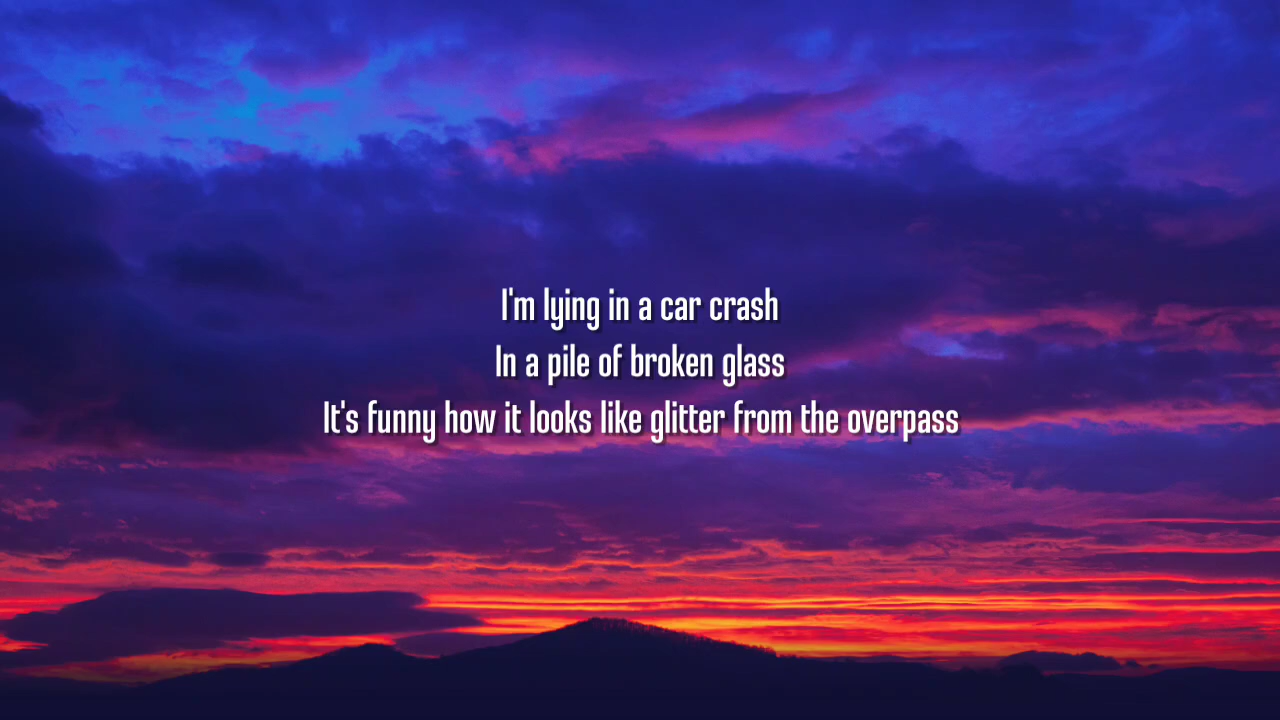 I'm lying in a car crash
In a pile of broken glass
It's funny how it looks like glitter from the overpass